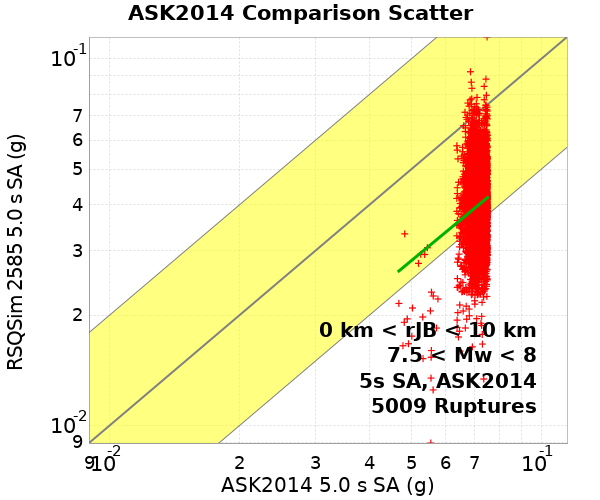 ASK2014 Comparison Scatter
RSQSim 2585 5.0 s SA (g)
10-1
7
6
5
4
3
2
10-2
9
0 km < rJB < 10 km
7.5 < Mw < 8
5s SA, ASK2014
5009 Ruptures
9 10-2 2 3 4 5 6 7 10-1
ASK2014 5.0 s SA (g)